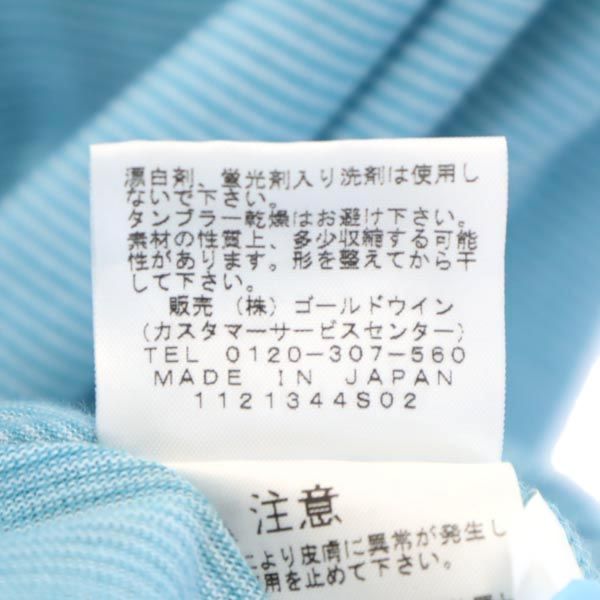 漂白剤、蛍光剤入り洗剤は使用し
ないで下さい。
タンブラー乾燥はお避け下さい。
素材の性質上、多少収縮する可能
性があります。形を整えてから干
して下さい。
販売 (株) ゴールドウイン
(カスタマーサービスセンター)
TEL 0120-307-560
MADE IN JAPAN
1121344S02
注意
により皮膚に異常が発生し
用を止めて下さい。